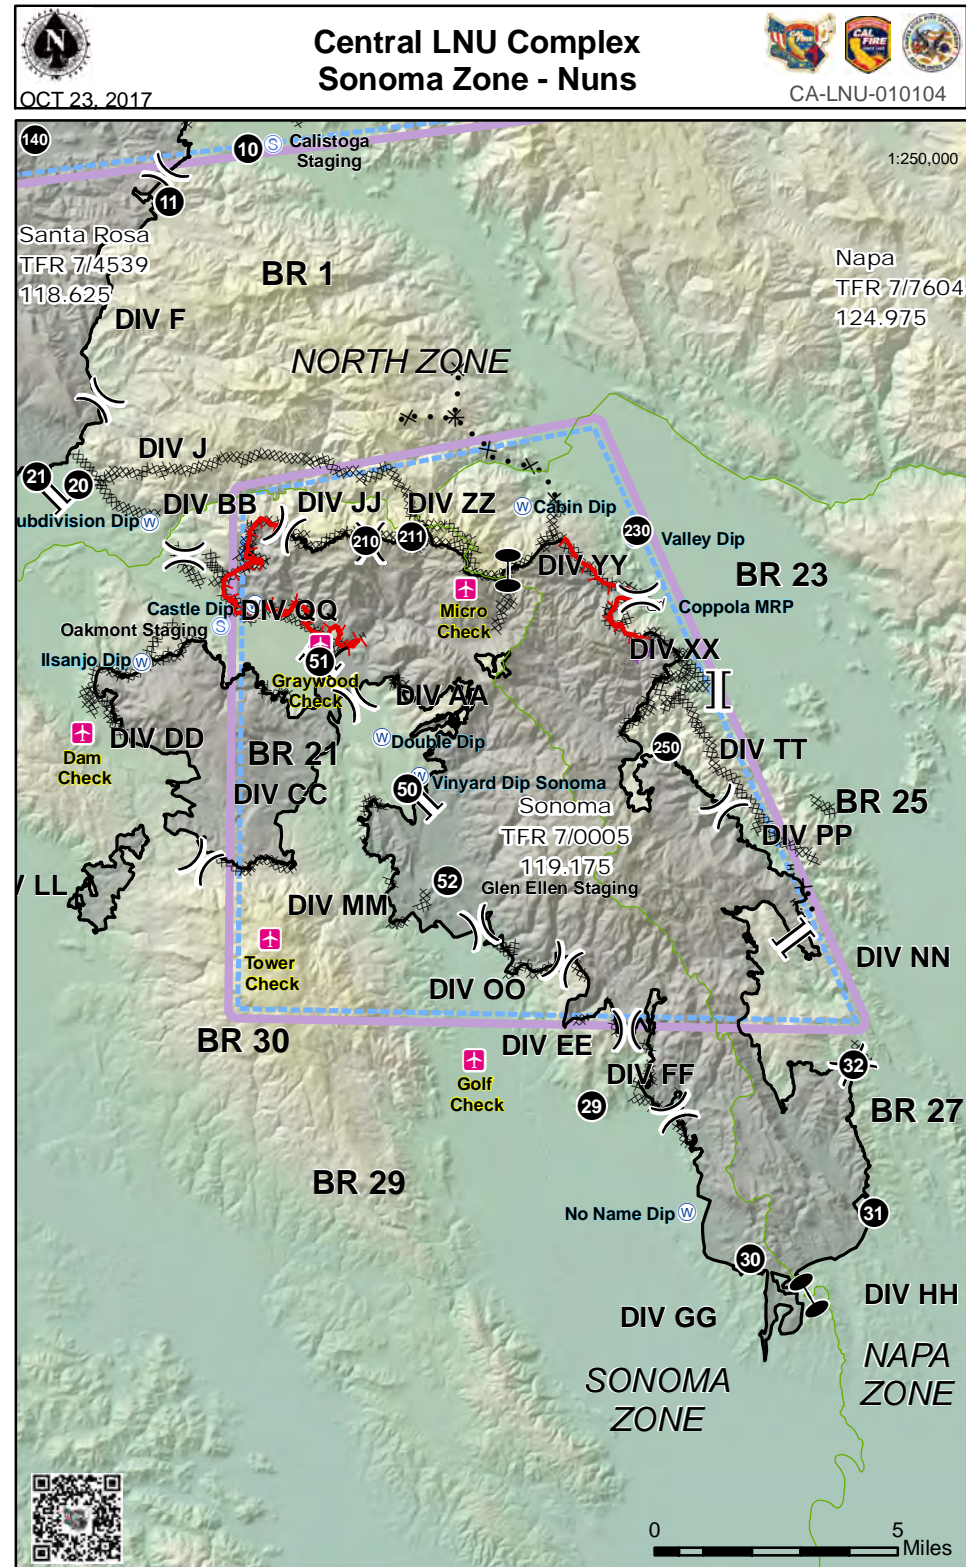 N
Central LNU Complex
Sonoma Zone - Nuns
CAL FIRE
OCT 23, 2017
CA-LNU-010104
140
10
S
Calistoga
Staging
1:250,000
11
Santa Rosa
TFR 7/4539
118.625
BR 1
Napa
TFR 7/7604
124.975
DIV F
NORTH ZONE
DIV J
21
20
DIV BB
DIV JJ
DIV ZZ
ubdivision Dip
W
W
Cabin Dip
210
211
230
Valley Dip
DIV YY
BR 23
Castle Dip
DIV QQ
Micro
Check
Coppola MRP
Oakmont Staging
S
DIV XX
Ilsanjo Dip
W
51
Graywood
Check
DIV AA
DIV DD
Dam
Check
BR 21
W
Double Dip
250
DIV TT
DIV CC
W
Vinyard Dip Sonoma
50
BR 25
Sonoma
TFR 7/0005
119.175
DIV PP
V LL
52
Glen Ellen Staging
DIV MM
Tower
Check
DIV NN
DIV OO
BR 30
DIV EE
Golf
Check
DIV FF
32
29
BR 27
BR 29
No Name Dip
W
31
30
DIV HH
DIV GG
NAPA
ZONE
SONOMA
ZONE
0
5
Miles